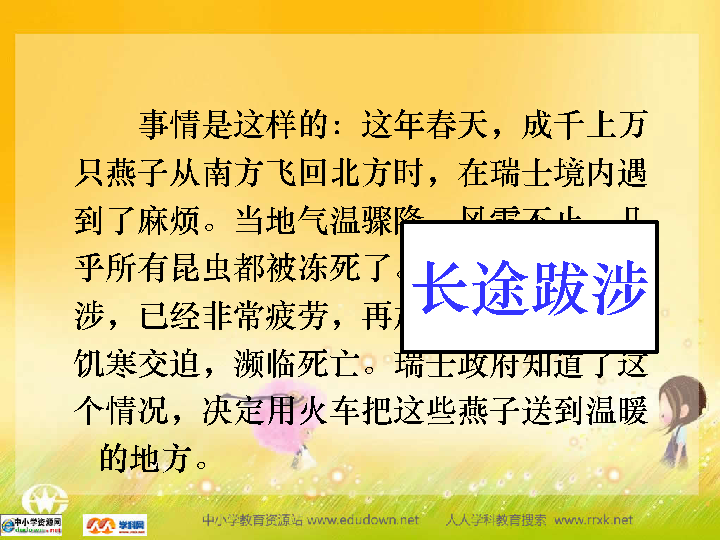 事情是这样的：这年春天，成千上万
只燕子从南方飞回北方时，在瑞士境内遇
到了麻烦。当地气温骤降，风雪不止，几
乎所有昆虫都被冻死了。
长途跋涉
涉，已经非常疲劳，再
饥寒交迫，濒临死亡。瑞士政府知道了这
个情况，决定用火车把这些燕子送到温暖
的地方。
中小学资源网
edudown.net
学科网
中小学教育资源站 www.edudown.net 人人学科教育搜索 www.rrxk.net